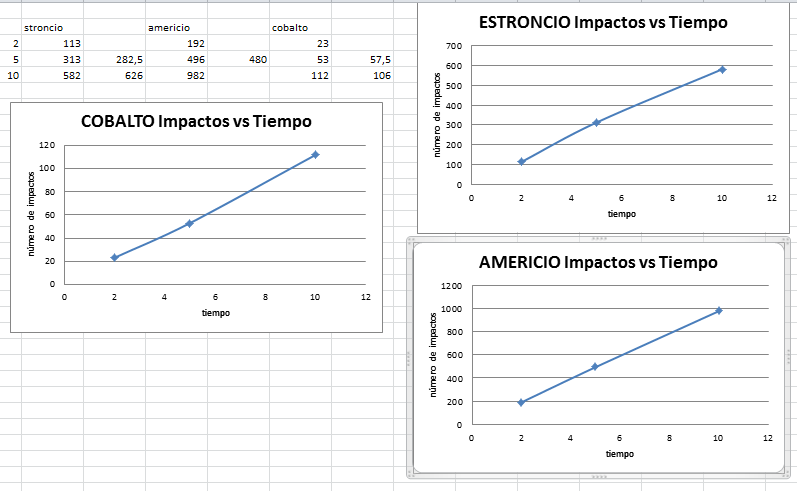 stroncio americio cobalto
2 113 192 23
5 313 282,5 496 480 53 57,5
10 582 626 982 112 106
ESTRONCIO Impactos vs Tiempo
número de impactos
700
600
500
400
300
200
100
0
0 2 4 6 8 10 12
tiempo
COBALTO Impactos vs Tiempo
número de impactos
120
100
80
60
40
20
0
0 2 4 6 8 10 12
tiempo
AMERICIO Impactos vs Tiempo
número de impactos
1200
1000
800
600
400
200
0
0 2 4 6 8 10 12
tiempo